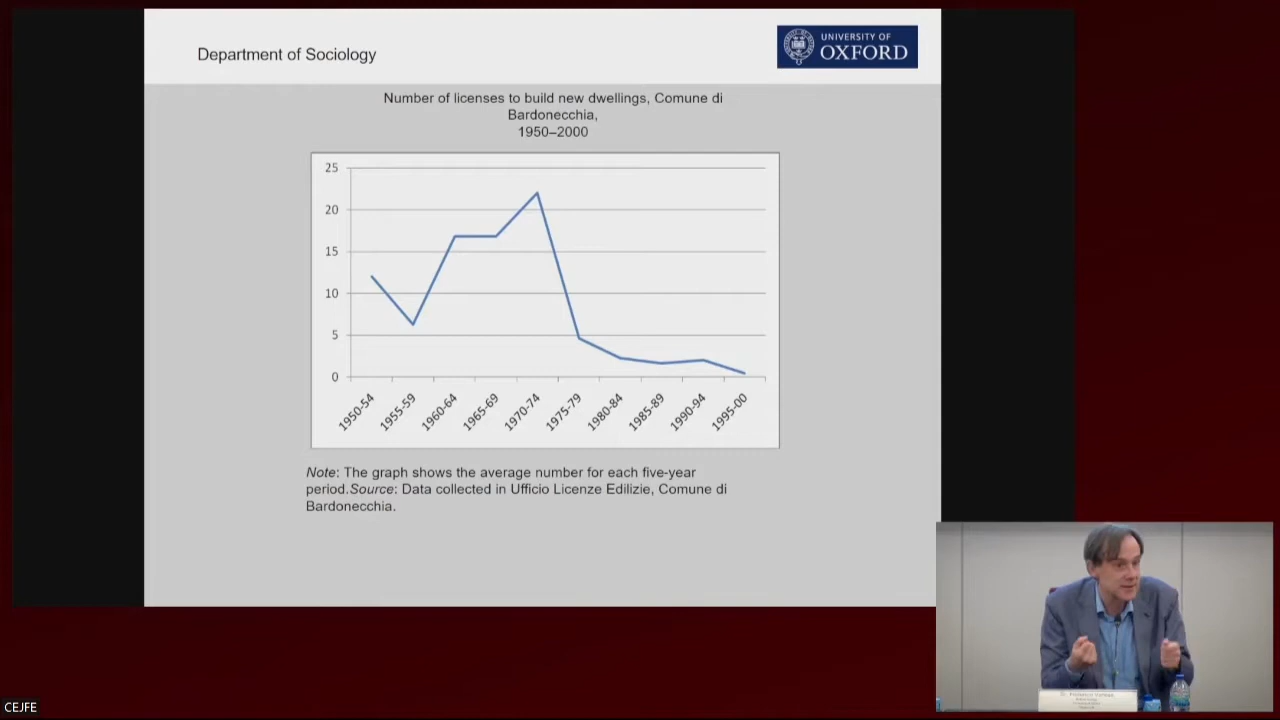 Department of Sociology
UNIVERSITY OF
OXFORD
Number of licenses to build new dwellings, Comune di
Bardonecchia,
1950–2000
25
20
15
10
5
0
1950-54
1955-59
1960-64
1965-69
1970-74
1975-79
1980-84
1985-89
1990-94
1995-00
Note: The graph shows the average number for each five-year
period.Source: Data collected in Ufficio Licenze Edilizie, Comune di
Bardonecchia.
CEJFE